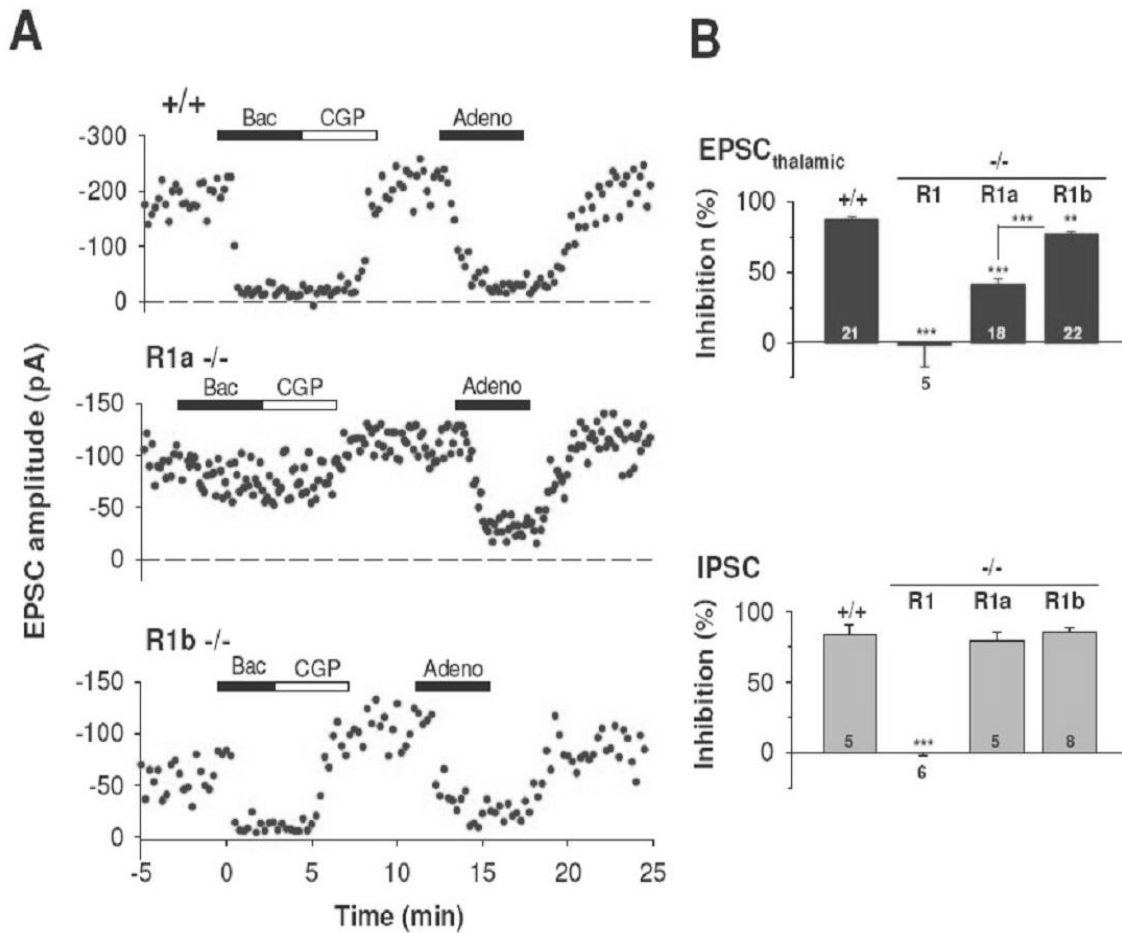 A
B
+/+
Bac CGP Adeno
-300
-200
-100
0
R1a -/-
Bac CGP Adeno
-150
-100
-50
0
R1b -/-
Bac CGP Adeno
-150
-100
-50
0
-5 0 5 10 15 20 25
Time (min)
EPSC amplitude (pA)
EPSCthalamic
-/-
+/+ R1 R1a R1b
*** **
*** ***
100
50
0
Inhibition (%)
21 5 18 22
IPSC
-/-
+/+ R1 R1a R1b
100
50
0
Inhibition (%)
***
5 6 5 8